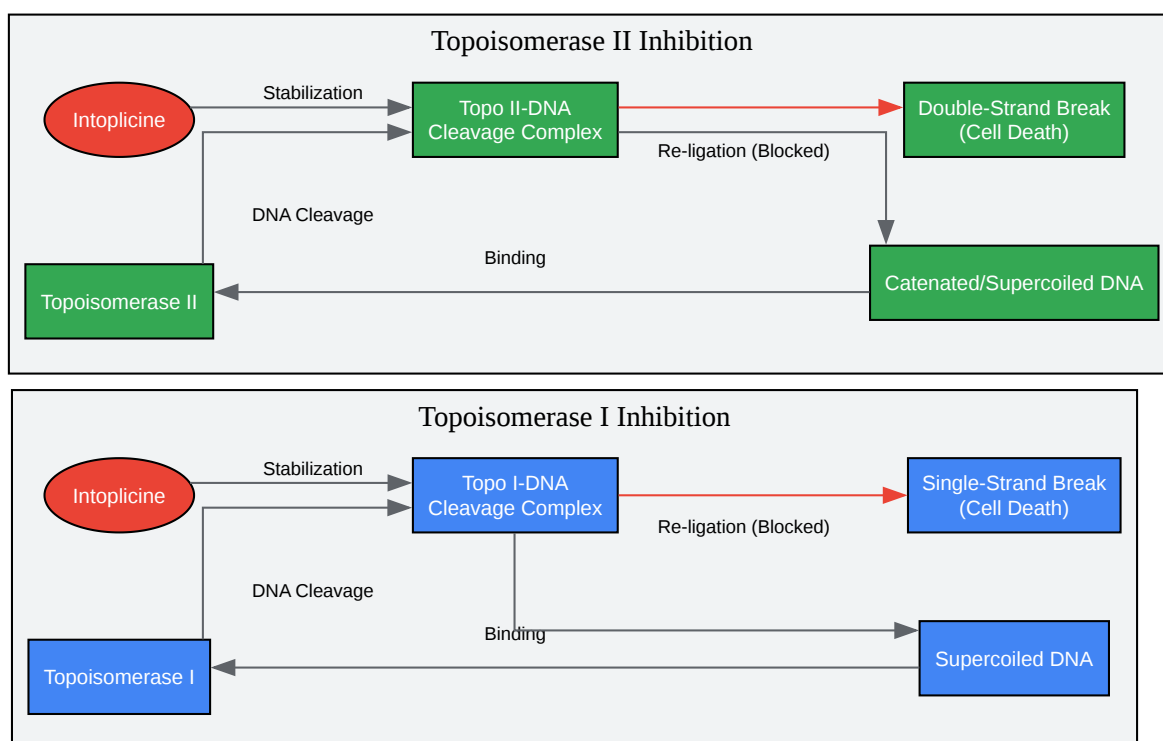 Topoisomerase II Inhibition
Intoplicine
Stabilization
Topo II-DNA
Cleavage Complex
Double-Strand Break
(Cell Death)
Re-ligation (Blocked)
DNA Cleavage
Binding
Topoisomerase II
Catenated/Supercoiled DNA
Topoisomerase I Inhibition
Intoplicine
Stabilization
Topo I-DNA
Cleavage Complex
Single-Strand Break
(Cell Death)
Re-ligation (Blocked)
DNA Cleavage
Binding
Topoisomerase I
Supercoiled DNA